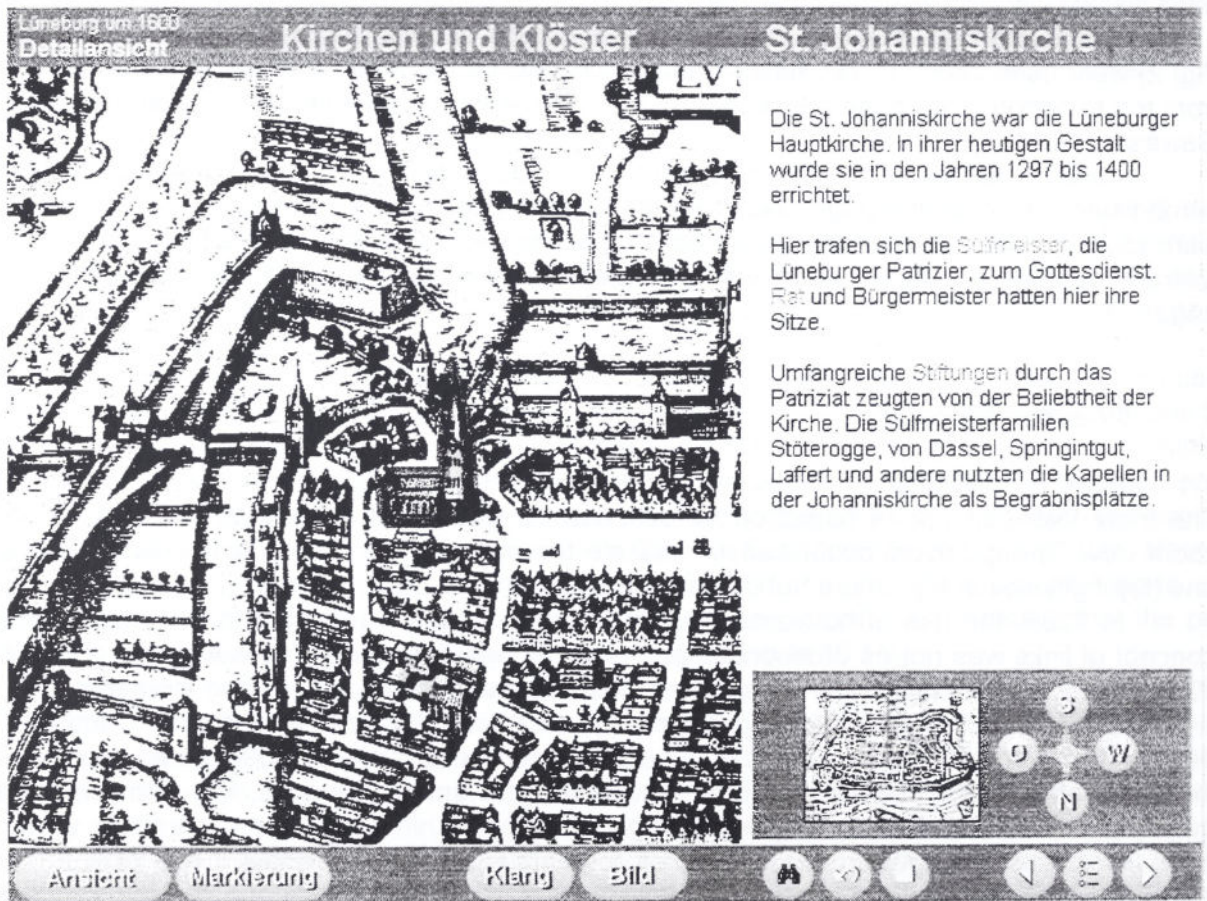 Lüneburg um 1600
Detailansicht
Kirchen und Klöster
St. Johanniskirche
Die St. Johanniskirche war die Lüneburger
Hauptkirche. In ihrer heutigen Gestalt
wurde sie in den Jahren 1297 bis 1400
errichtet.
Hier trafen sich die Sülfmeister, die
Lüneburger Patrizier, zum Gottesdienst.
Rat und Bürgermeister hatten hier ihre
Sitze.
Umfangreiche Stiftungen durch das
Patriziat zeugten von der Beliebtheit der
Kirche. Die Sülfmeisterfamilien
Stöterogge, von Dassel, Springintgut,
Laffert und andere nutzten die Kapellen in
der Johanniskirche als Begräbnisplätze.
S
O W
N
Ansicht Markierung Klang Bild